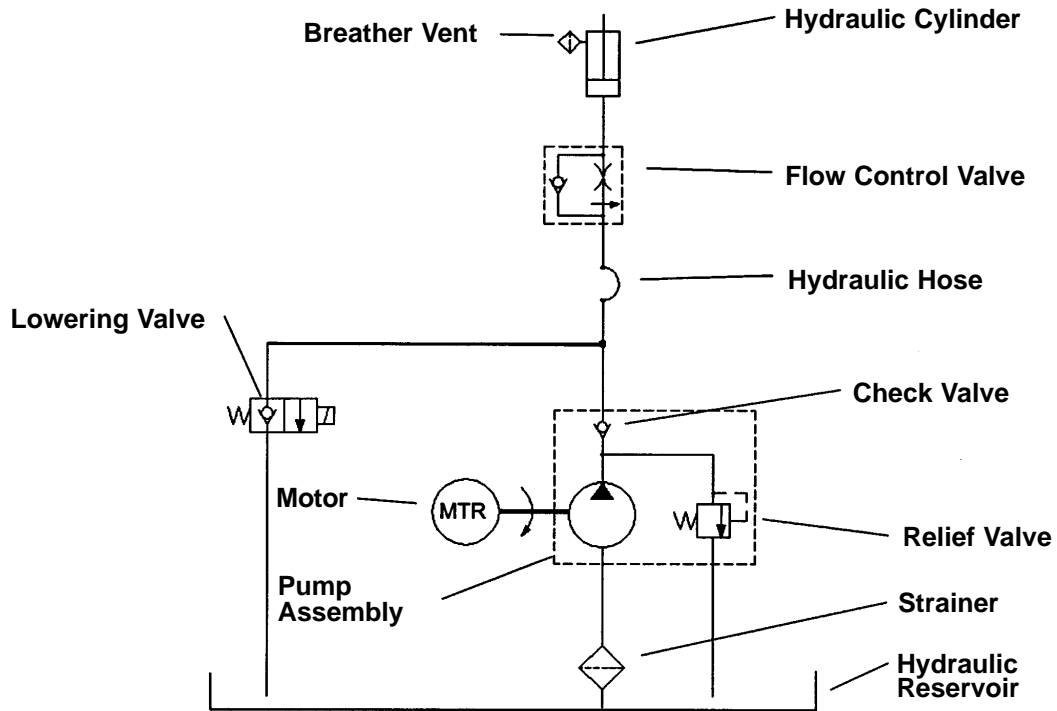 Hydraulic Cylinder
Breather Vent
Flow Control Valve
Hydraulic Hose
Lowering Valve
Check Valve
Motor
MTR
Relief Valve
Pump
Assembly
Strainer
Hydraulic
Reservoir